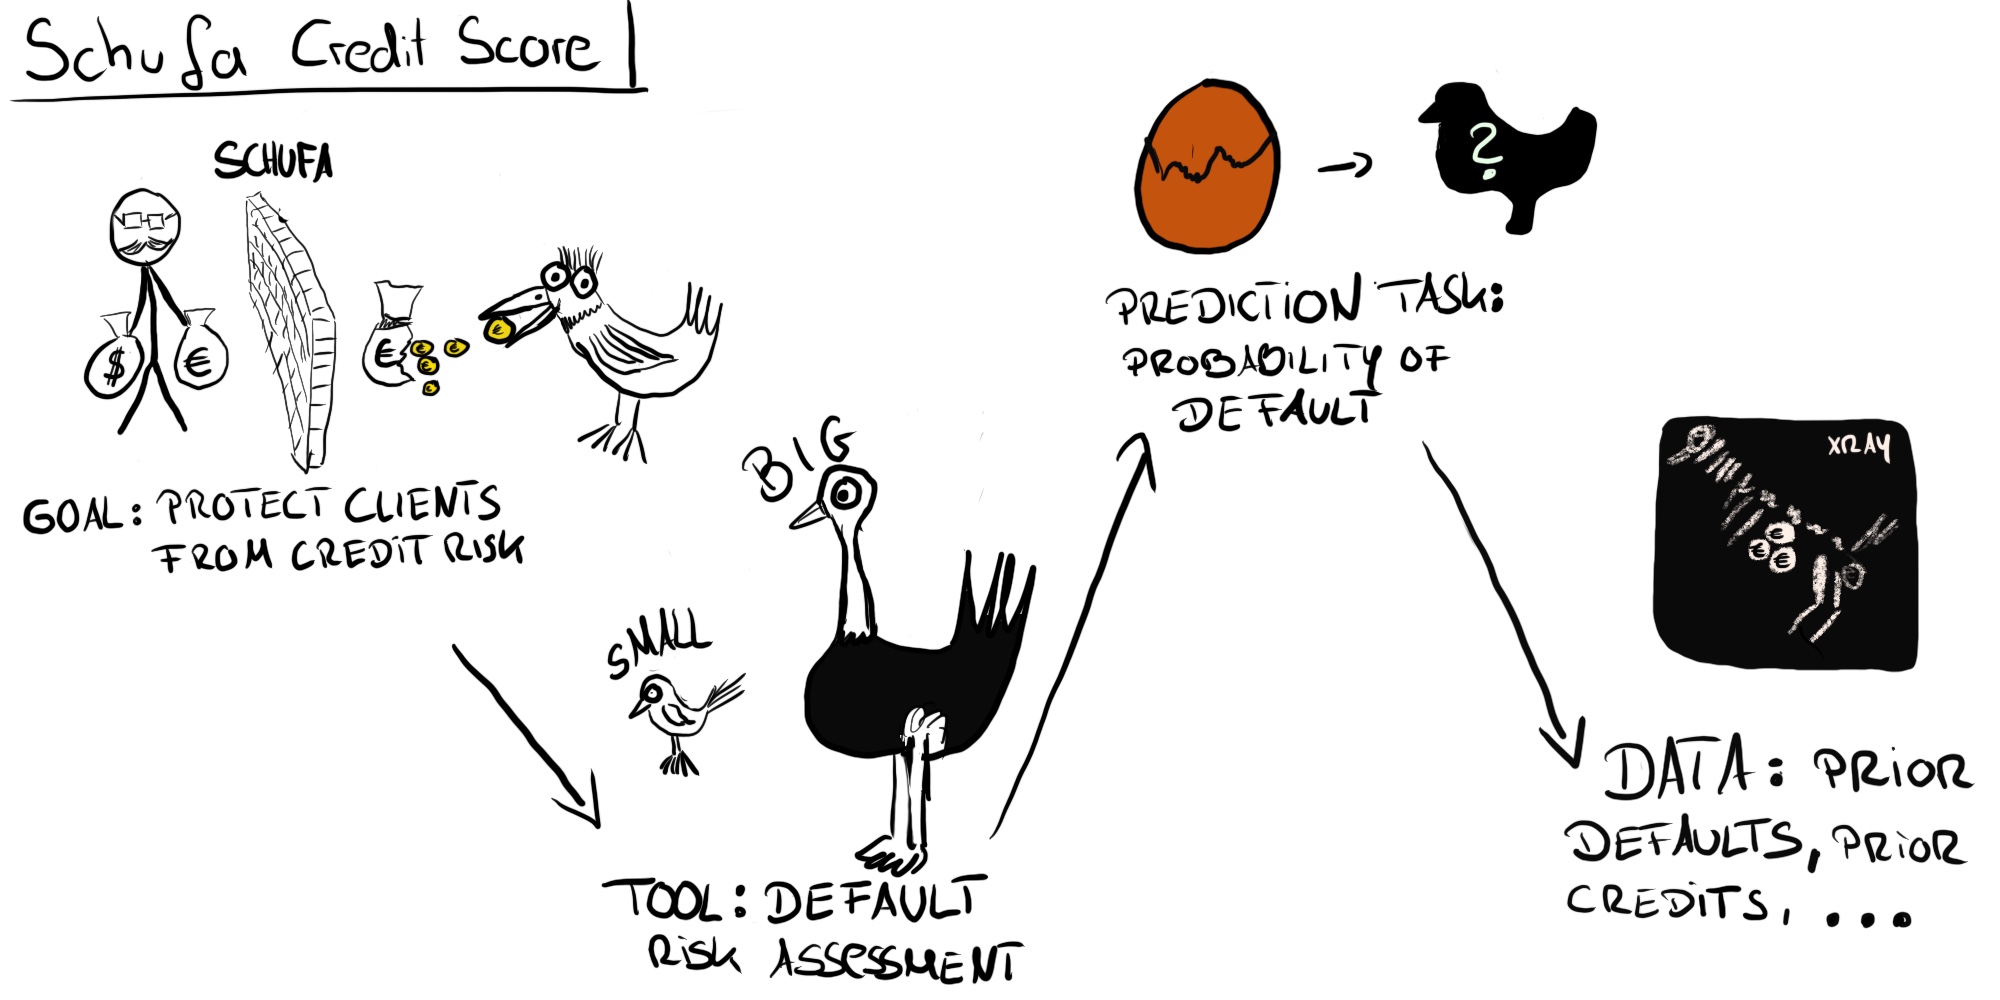 Schufa Credit Score
SCHUFA
$ €
€
€
€
€
€
€
GOAL: PROTECT CLIENTS
FROM CREDIT RISK
SMALL
BIG
TOOL: DEFAULT
RISK ASSESSMENT
?
PREDICTION TASK:
PROBABILITY OF
DEFAULT
XRAY
€
€ €
DATA: PRIOR
DEFAULTS, PRIOR
CREDITS, ...